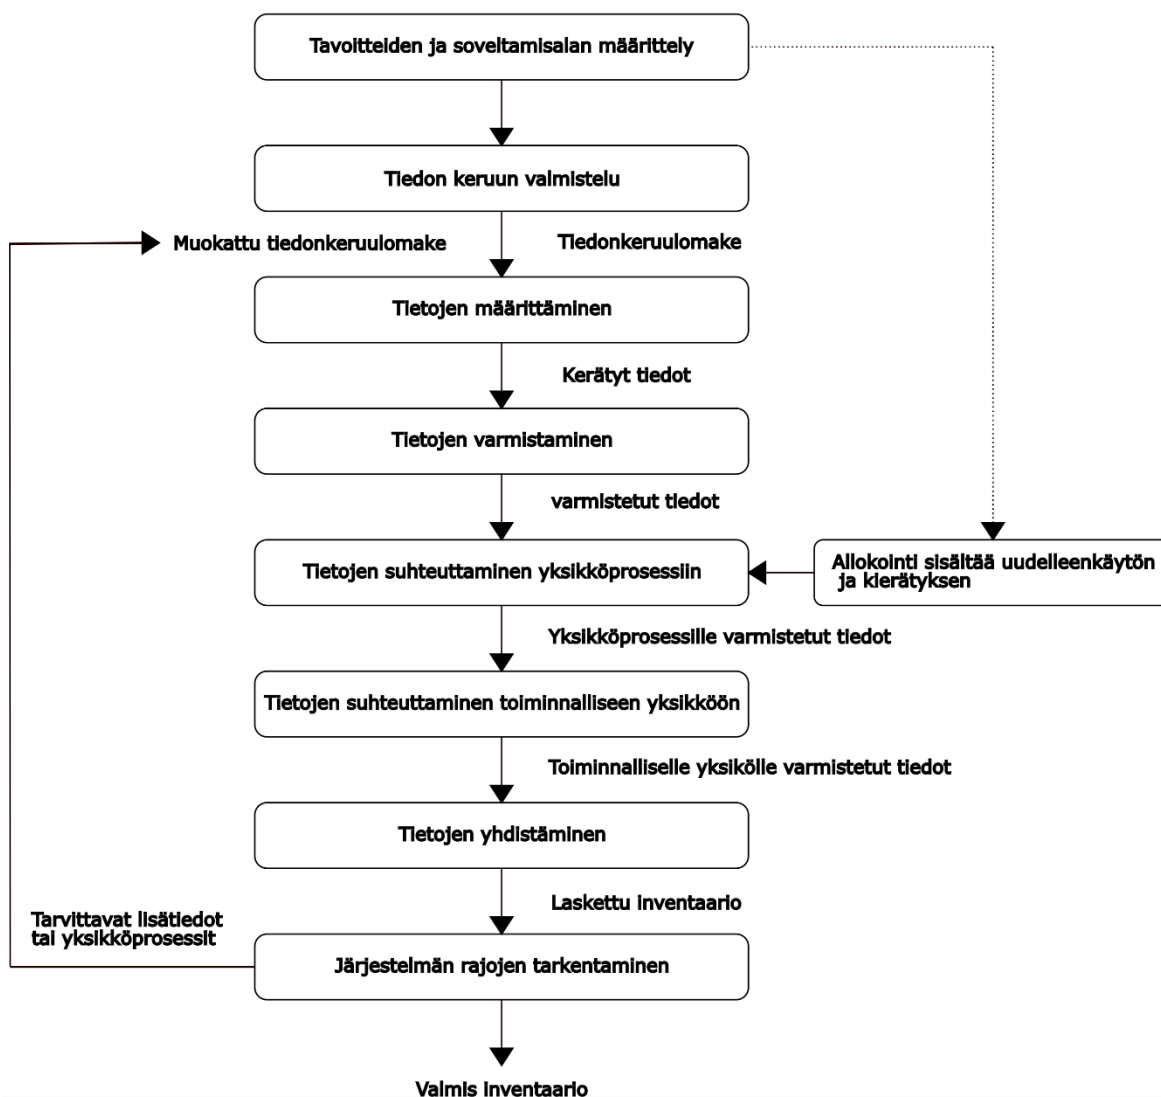 Tavoitteiden ja soveltamisalan määrittely
Tiedon keruun valmistelu
Muokattu tiedonkeruulomake
Tiedonkeruulomake
Tietojen määrittäminen
Kerätyt tiedot
Tietojen varmistaminen
varmistetut tiedot
Tietojen suhteuttaminen yksikköprosessiin
Allokointi sisältää uudelleenkäytön
ja kierätyksen
Yksikköprosessille varmistetut tiedot
Tietojen suhteuttaminen toiminnalliseen yksikköön
Toiminnalliselle yksikölle varmistetut tiedot
Tietojen yhdistäminen
Laskettu inventaario
Tarvittavat lisätiedot
tai yksikköprosessit
Järjestelmän rajojen tarkentaminen
Valmis inventaario